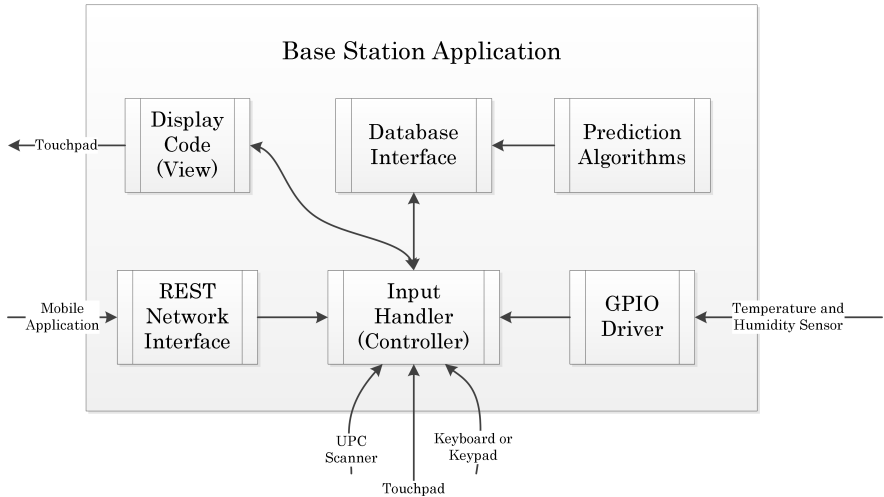 Base Station Application
Display
Code
(View)
Database
Interface
Prediction
Algorithms
Touchpad
REST
Network
Interface
Input
Handler
(Controller)
GPIO
Driver
Mobile
Application
Temperature and
Humidity Sensor
UPC
Scanner
Keyboard or
Keypad
Touchpad